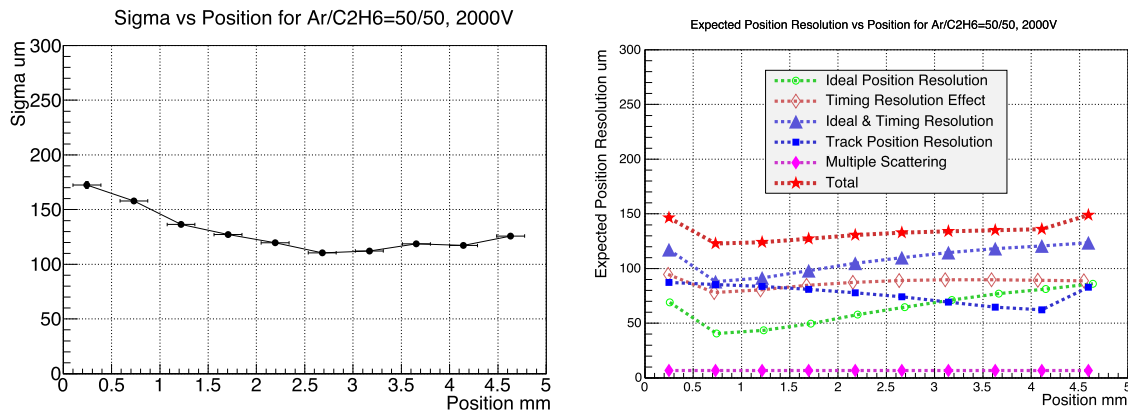 Sigma vs Position for Ar/C2H6=50/50, 2000V
Sigma um
300
250
200
150
100
50
0
0 0.5 1 1.5 2 2.5 3 3.5 4 4.5 5
Position mm
Expected Position Resolution vs Position for Ar/C2H6=50/50, 2000V
Expected Position Resolution um
300
250
200
150
100
50
0
Ideal Position Resolution
Timing Resolution Effect
Ideal & Timing Resolution
Track Position Resolution
Multiple Scattering
Total
0 0.5 1 1.5 2 2.5 3 3.5 4 4.5 5
Position mm